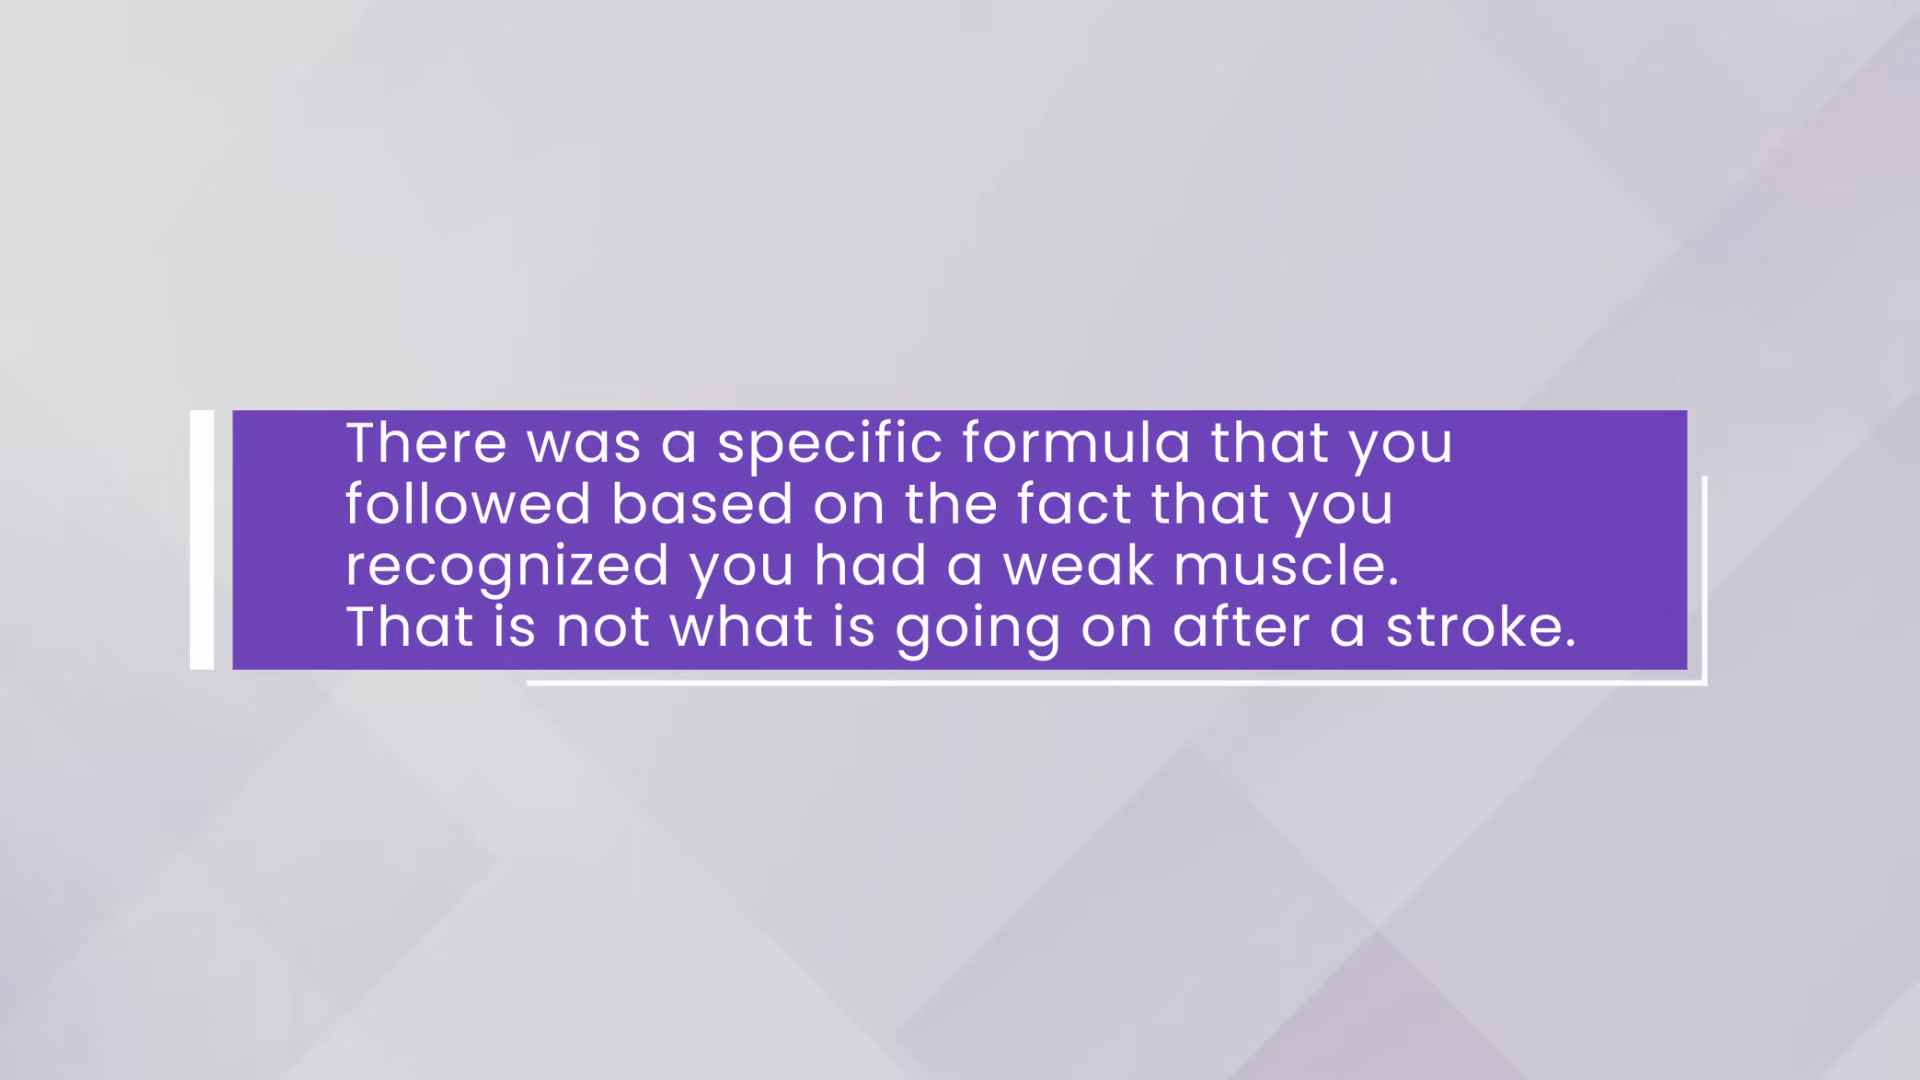 There was a specific formula that you
followed based on the fact that you
recognized you had a weak muscle.
That is not what is going on after a stroke.